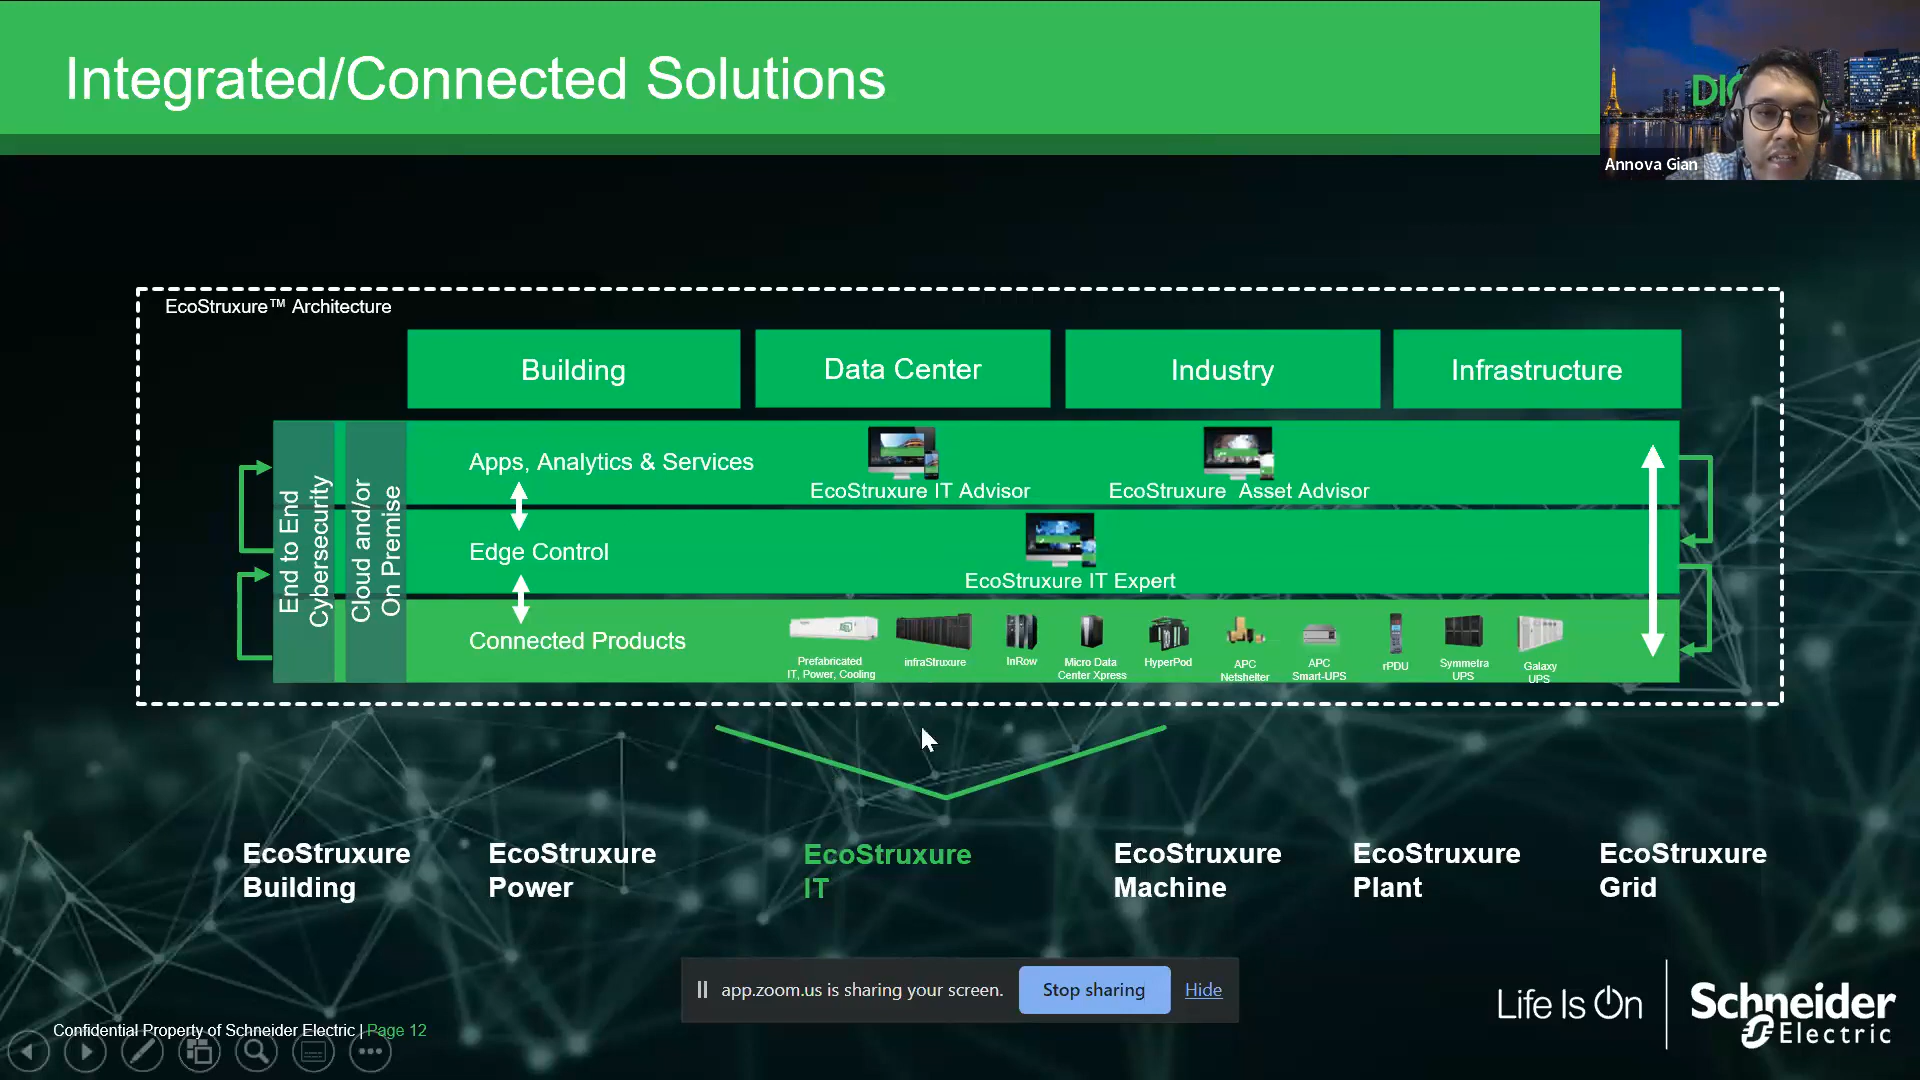 Integrated/Connected Solutions
Annova Gian
EcoStruxure™ Architecture
Building
Data Center
Industry
Infrastructure
End to End
Cybersecurity
Cloud and/or
On Premise
Apps, Analytics & Services
EcoStruxure IT Advisor
EcoStruxure Asset Advisor
Edge Control
EcoStruxure IT Expert
Connected Products
Prefabricated
IT, Power, Cooling
infraStruxure
InRow
Micro Data
Center Xpress
HyperPod
APC
Netshelter
APC
Smart-UPS
rPDU
Symmetra
UPS
Galaxy
UPS
EcoStruxure
Building
EcoStruxure
Power
EcoStruxure
IT
EcoStruxure
Machine
EcoStruxure
Plant
EcoStruxure
Grid
app.zoom.us is sharing your screen.
Stop sharing
Hide
Life Is On
Schneider
Electric
Confidential Property of Schneider Electric | Page 12